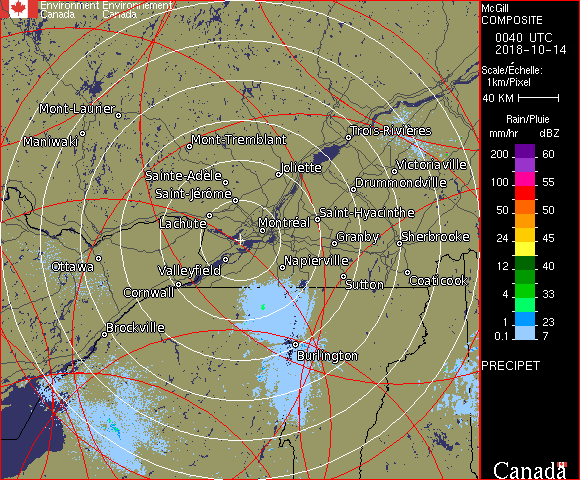 Environment Environnement
Canada Canada
McGill
COMPOSITE
0040 UTC
2018-10-14
Scale/Échelle:
1km/Pixel
40 KM
Rain/Pluie
mm/hr dBZ
200 60
100 55
50 50
24 45
12 40
4 33
1 23
0.1 7
PRECIPET
Canada
Mont-Laurier
Maniwaki
Mont-Tremblant
Trois-Rivières
Sainte-Adèle
Joliette
Victoriaville
Saint-Jérôme
Drummondville
Lachute
Montréal
Saint-Hyacinthe
Granby
Sherbrooke
Ottawa
Valleyfield
Napierville
Cornwall
Sutton
Coaticook
Brockville
Burlington